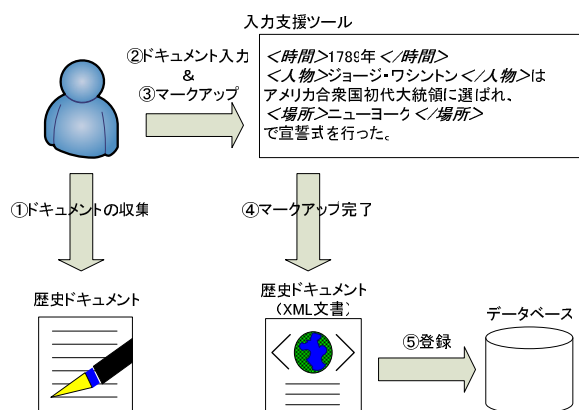 入力支援ツール
②ドキュメント入力
&
③マークアップ
<時間>1789年</時間>
<人物>ジョージ・ワシントン</人物>は
アメリカ合衆国初代大統領に選ばれ、
<場所>ニューヨーク</場所>
で宣誓式を行った。
①ドキュメントの収集
④マークアップ完了
歴史ドキュメント
歴史ドキュメント
(XML文書)
データベース
⑤登録